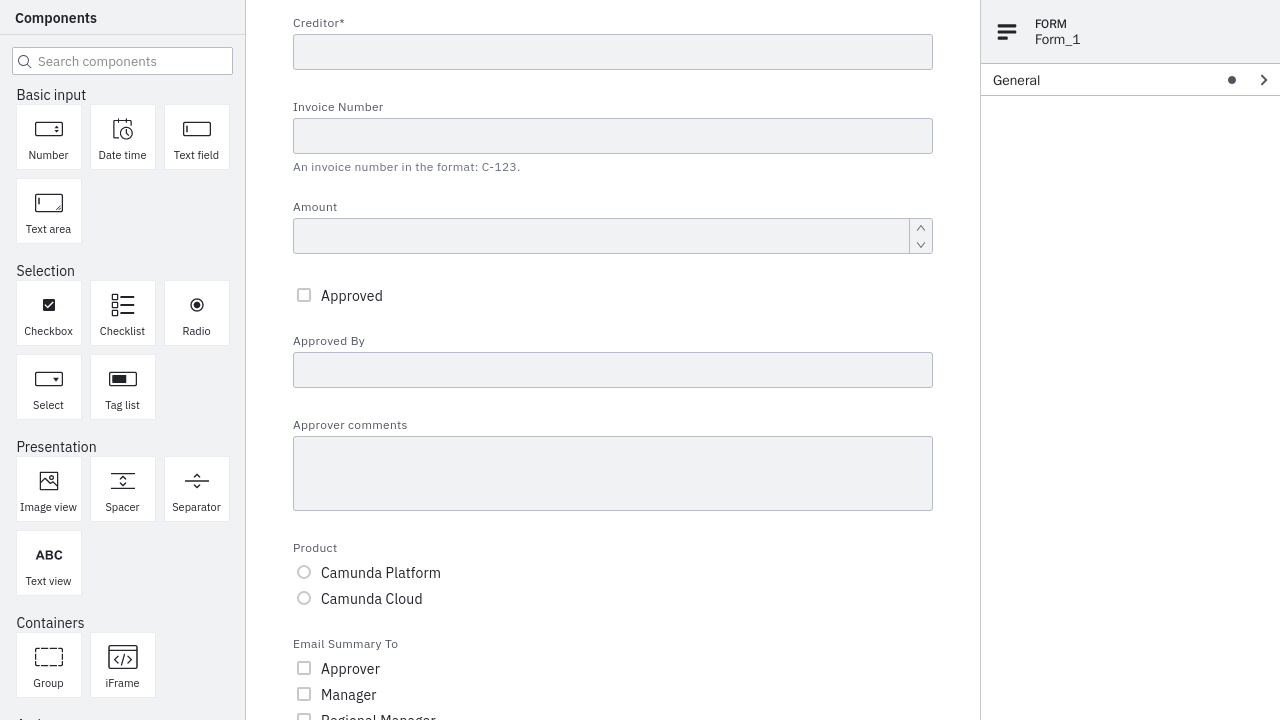 Components
Search components
Basic input
Number
Date time
Text field
Text area
Selection
Checkbox
Checklist
Radio
Select
Tag list
Presentation
Image view
Spacer
Separator
ABC
Text view
Containers
Group
iFrame
Creditor*
Invoice Number
An invoice number in the format: C-123.
Amount
Approved
Approved By
Approver comments
Product
Camunda Platform
Camunda Cloud
Email Summary To
Approver
Manager
Regional Manager
FORM
Form_1
General